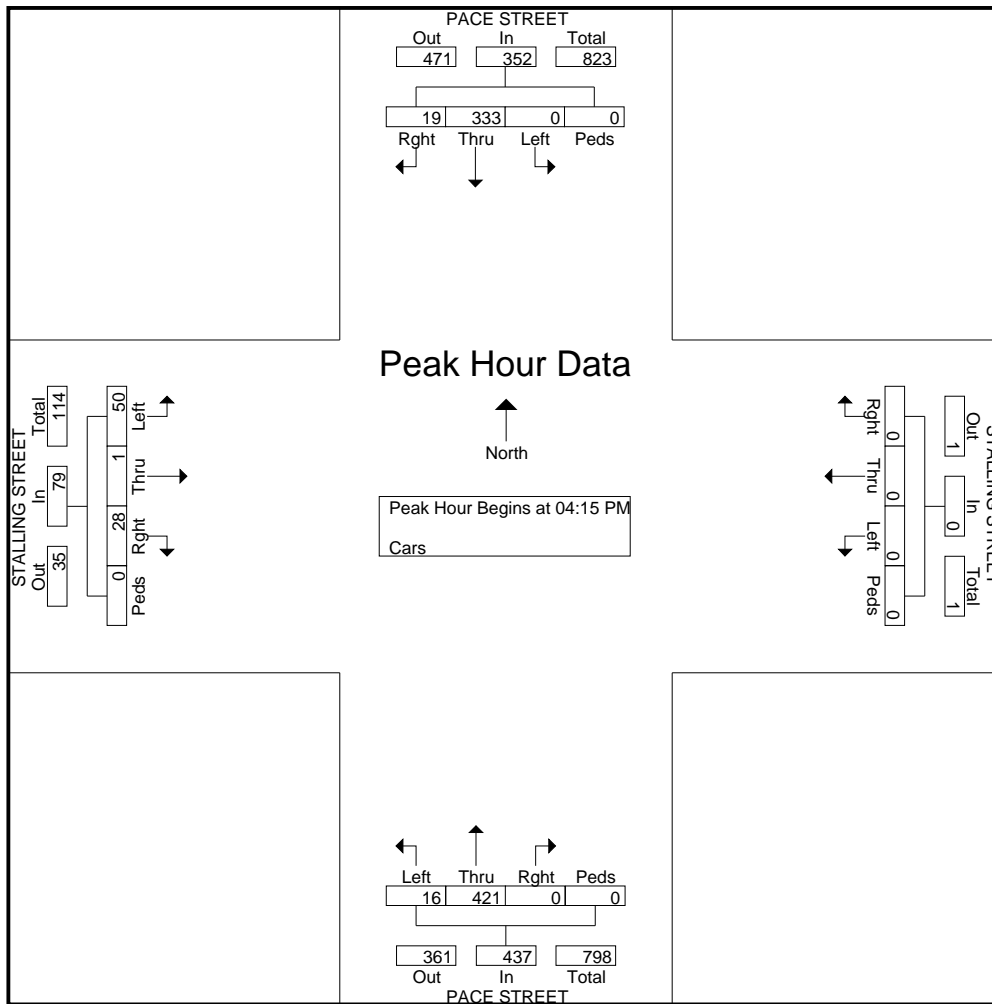 PACE STREET
Out In Total
471 352 823
19 333 0 0
Rght Thru Left Peds
Peak Hour Data
North
Peak Hour Begins at 04:15 PM
Cars
STALLING STREET
Out In Total
35 79 114
50 1 28 0
Left Thru Rght Peds
STALLING STREET
Out In Total
1 0 1
0 0 0 0
Rght Thru Left Peds
Left Thru Rght Peds
16 421 0 0
361 437 798
Out In Total
PACE STREET